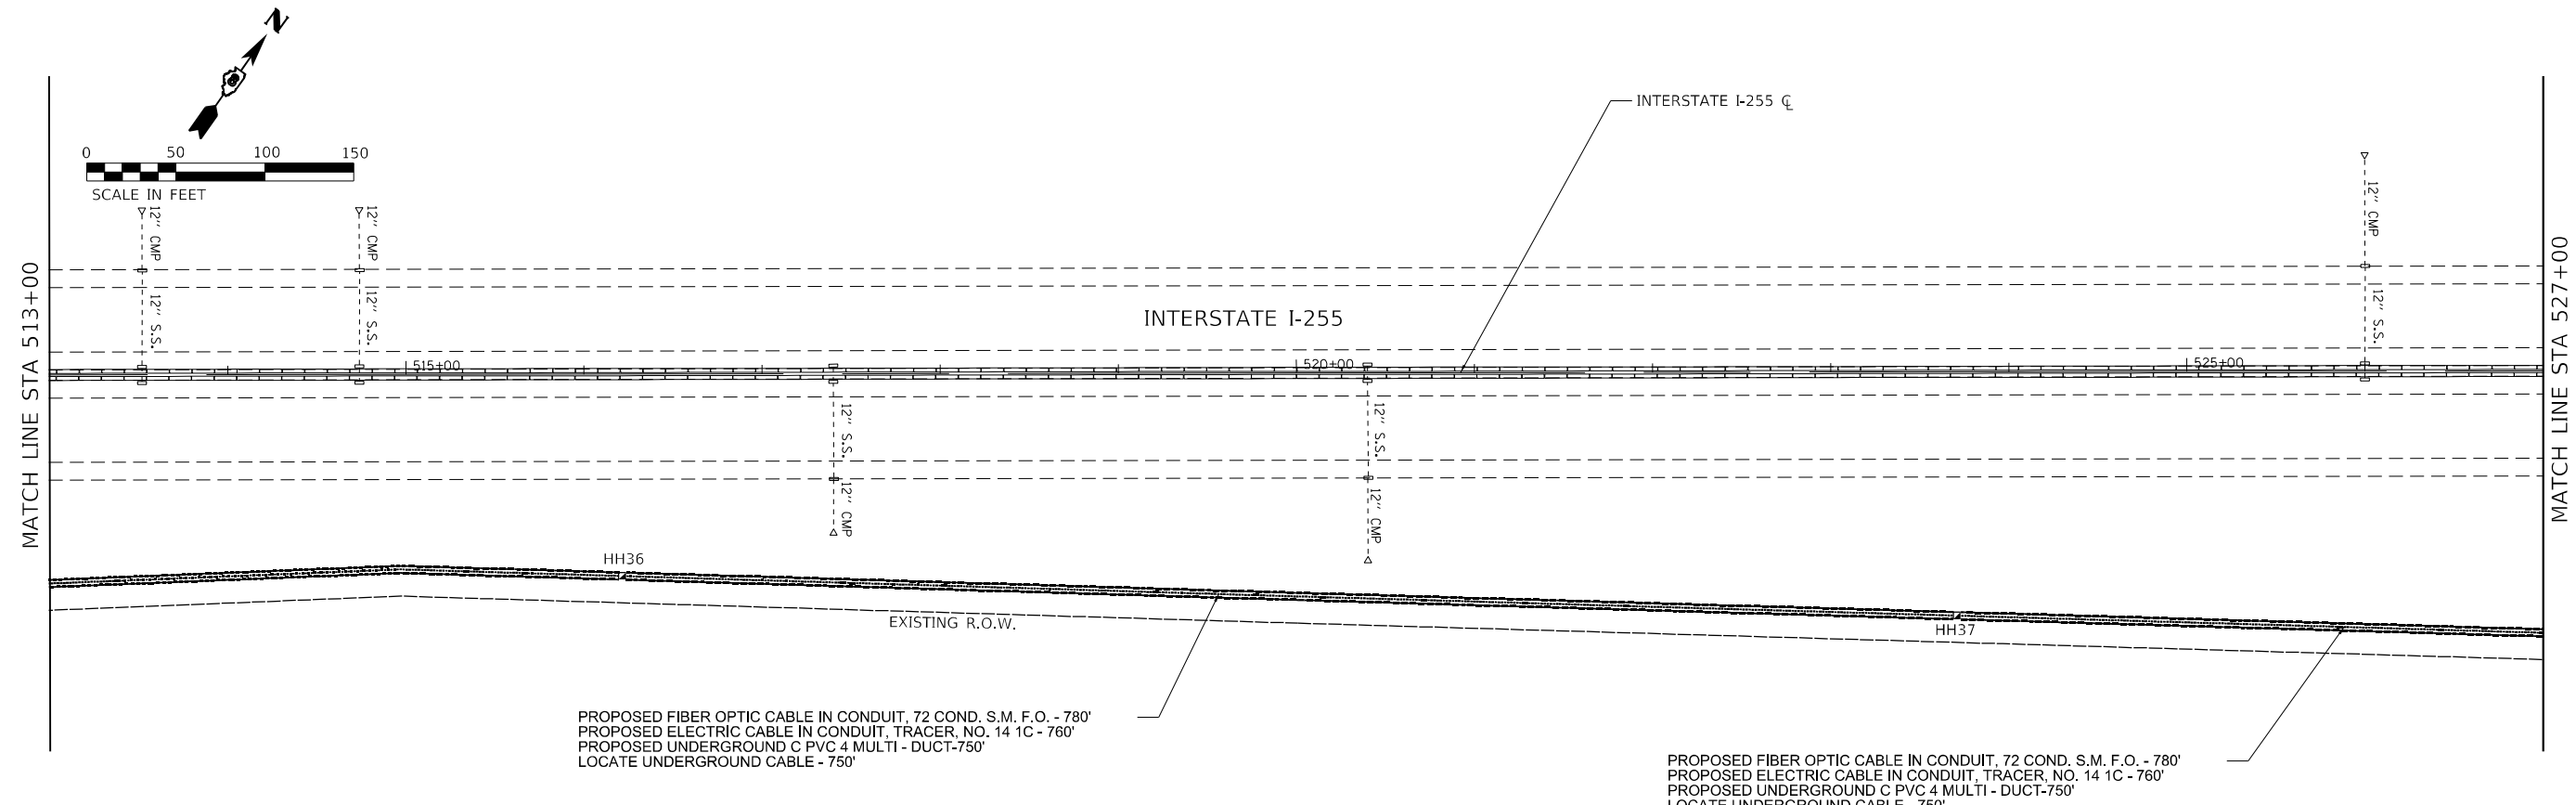 N
0 50 100 150
SCALE IN FEET
INTERSTATE I-255 ℄
12" CMP
12" CMP
12" CMP
12" S.S.
12" S.S.
12" S.S.
INTERSTATE I-255
515+00
520+00
525+00
MATCH LINE STA 513+00
MATCH LINE STA 527+00
12" S.S.
12" S.S.
12" CMP
12" CMP
HH36
EXISTING R.O.W.
HH37
PROPOSED FIBER OPTIC CABLE IN CONDUIT, 72 COND. S.M. F.O. - 780'
PROPOSED ELECTRIC CABLE IN CONDUIT, TRACER, NO. 14 1C - 760'
PROPOSED UNDERGROUND C PVC 4 MULTI - DUCT-750'
LOCATE UNDERGROUND CABLE - 750'
PROPOSED FIBER OPTIC CABLE IN CONDUIT, 72 COND. S.M. F.O. - 780'
PROPOSED ELECTRIC CABLE IN CONDUIT, TRACER, NO. 14 1C - 760'
PROPOSED UNDERGROUND C PVC 4 MULTI - DUCT-750'
LOCATE UNDERGROUND CABLE - 750'